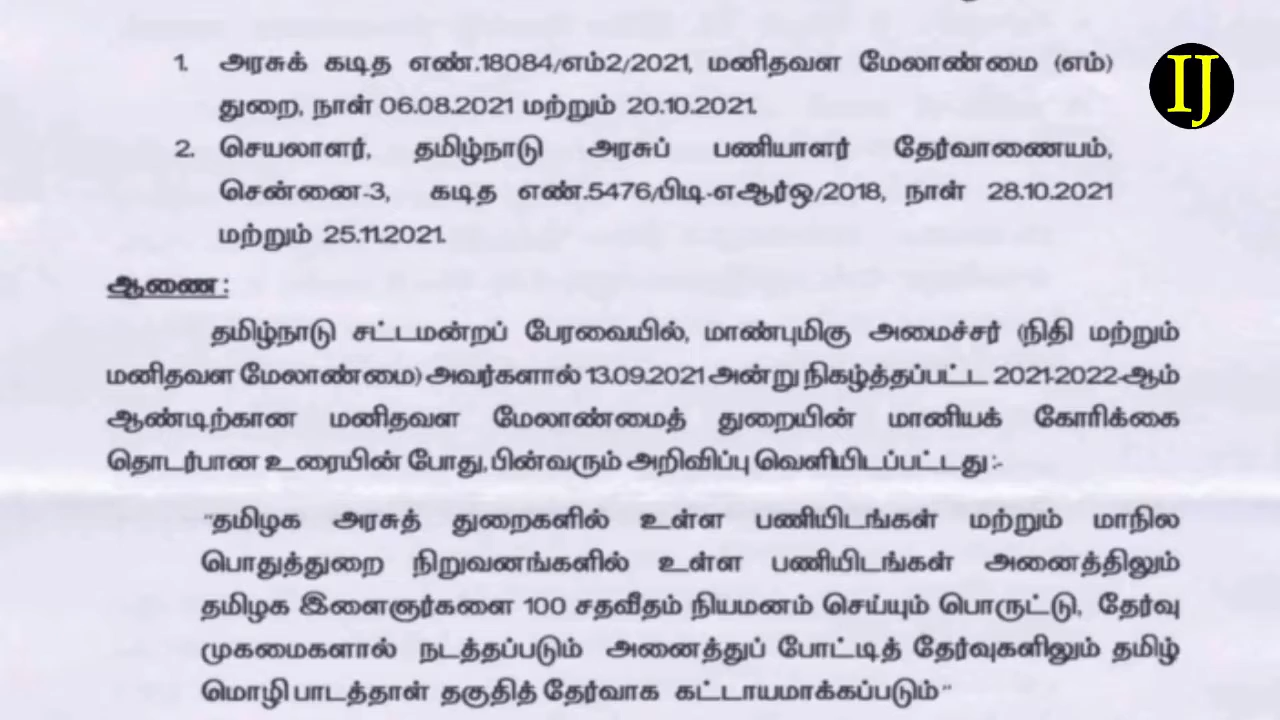 1. அரசுக் கடித எண்.18084/எம்2/2021, மனிதவள மேலாண்மை (எம்)
துறை, நாள் 06.08.2021 மற்றும் 20.10.2021.
IJ
2. செயலாளர், தமிழ்நாடு அரசுப் பணியாளர் தேர்வாணையம்,
சென்னை-3, கடித எண்.5476/பிடி-எஆர்ஒ/2018, நாள் 28.10.2021
மற்றும் 25.11.2021.
ஆணை:
தமிழ்நாடு சட்டமன்றப் பேரவையில், மாண்புமிகு அமைச்சர் (நிதி மற்றும்
மனிதவள மேலாண்மை) அவர்களால் 13.09.2021 அன்று நிகழ்த்தப்பட்ட 2021-2022-ஆம்
ஆண்டிற்கான மனிதவள மேலாண்மைத் துறையின் மானியக் கோரிக்கை
தொடர்பான உரையின் போது, பின்வரும் அறிவிப்பு வெளியிடப்பட்டது:-
"தமிழக அரசுத் துறைகளில் உள்ள பணியிடங்கள் மற்றும் மாநில
பொதுத்துறை நிறுவனங்களில் உள்ள பணியிடங்கள் அனைத்திலும்
தமிழக இளைஞர்களை 100 சதவீதம் நியமனம் செய்யும் பொருட்டு, தேர்வு
முகமைகளால் நடத்தப்படும் அனைத்துப் போட்டித் தேர்வுகளிலும் தமிழ்
மொழி பாடத்தாள் தகுதித் தேர்வாக கட்டாயமாக்கப்படும்"